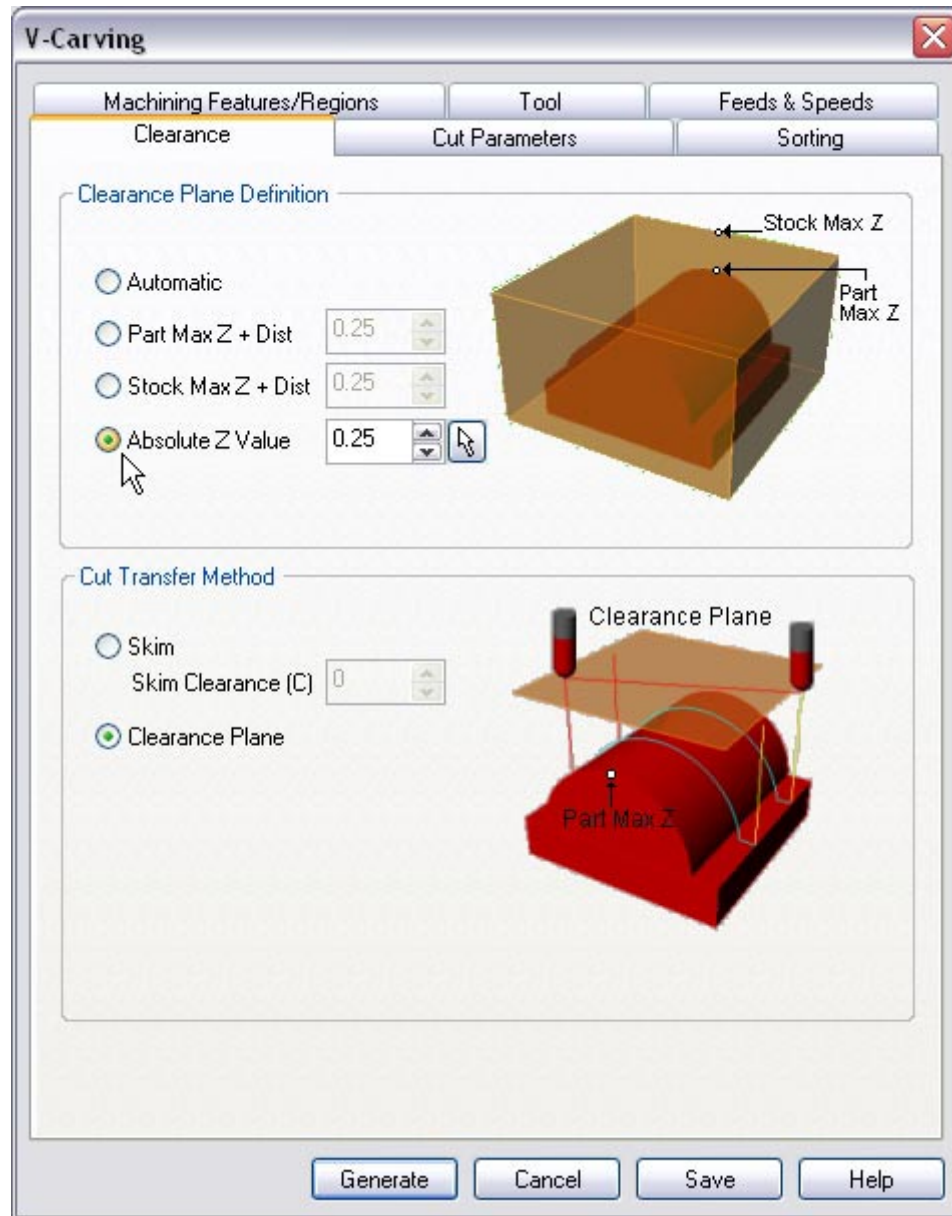 V-Carving
Machining Features/Regions
Tool
Feeds & Speeds
Clearance
Cut Parameters
Sorting
Clearance Plane Definition
Automatic
Part Max Z + Dist
0.25
Stock Max Z + Dist
0.25
Absolute Z Value
0.25
Stock Max Z
Part
Max Z
Cut Transfer Method
Skim
Skim Clearance (C)
0
Clearance Plane
Clearance Plane
Part Max Z
Generate
Cancel
Save
Help